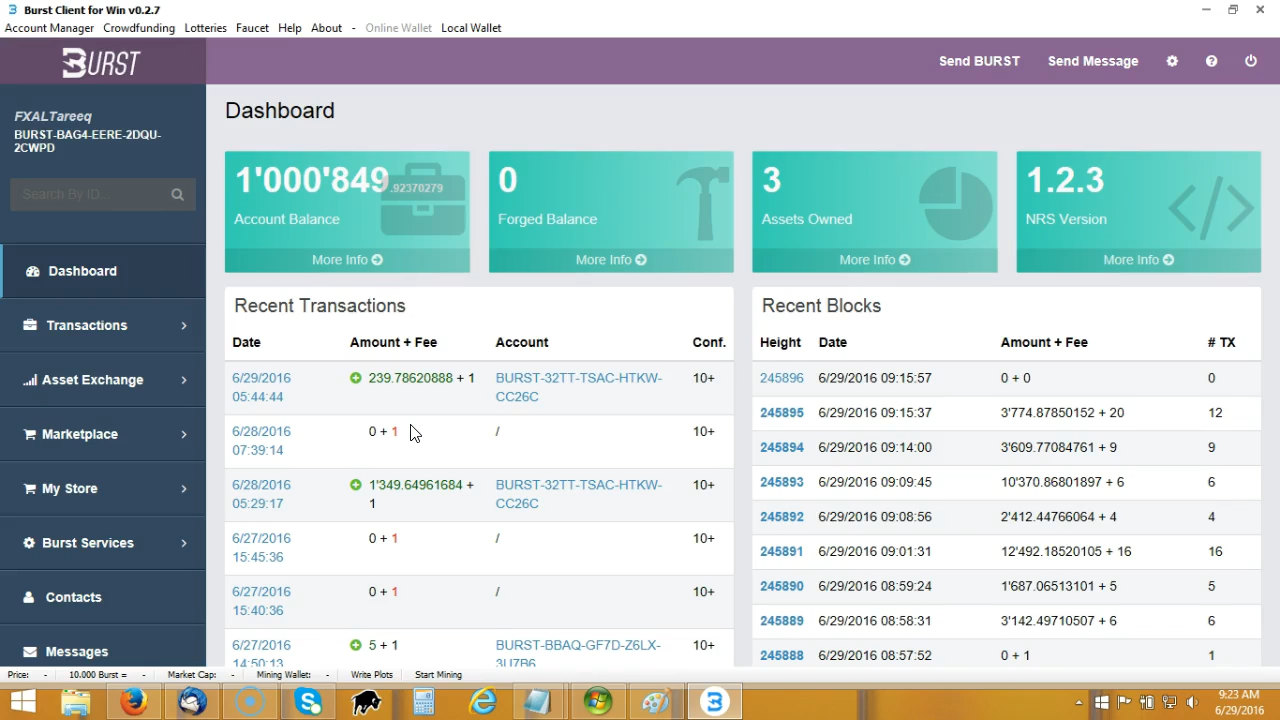 Burst Client for Win v0.2.7
Account Manager Crowdfunding Lotteries Faucet Help About - Online Wallet Local Wallet
BURST
Send BURST Send Message
FXALTareeq
BURST-BAG4-EERE-2DQU-
2CWPD
Search By ID...
Dashboard
Transactions
Asset Exchange
Marketplace
My Store
Burst Services
Contacts
Messages
Dashboard
1'000'849.92370279
Account Balance
More Info
0
Forged Balance
More Info
3
Assets Owned
More Info
1.2.3
NRS Version
More Info
Recent Transactions
Date Amount + Fee Account Conf.
6/29/2016 239.78620888 + 1 BURST-32TT-TSAC-HTKW- 10+
05:44:44 CC26C
6/28/2016 0 + 1 / 10+
07:39:14
6/28/2016 1'349.64961684 + BURST-32TT-TSAC-HTKW- 10+
05:29:17 1 CC26C
6/27/2016 0 + 1 / 10+
15:45:36
6/27/2016 0 + 1 / 10+
15:40:36
6/27/2016 5 + 1 BURST-BBAQ-GF7D-Z6LX- 10+
14:50:13 3U7B6
Recent Blocks
Height Date Amount + Fee # TX
245896 6/29/2016 09:15:57 0 + 0 0
245895 6/29/2016 09:15:37 3'774.87850152 + 20 12
245894 6/29/2016 09:14:00 3'609.77084761 + 9 9
245893 6/29/2016 09:09:45 10'370.86801897 + 6 6
245892 6/29/2016 09:08:56 2'412.44766064 + 4 4
245891 6/29/2016 09:01:31 12'492.18520105 + 16 16
245890 6/29/2016 08:59:24 1'687.06513101 + 5 5
245889 6/29/2016 08:58:31 3'142.49710507 + 6 6
245888 6/29/2016 08:57:52 0 + 1 1
Price: - 10.000 Burst = - Market Cap: - Mining Wallet: - Write Plots Start Mining
9:23 AM
6/29/2016